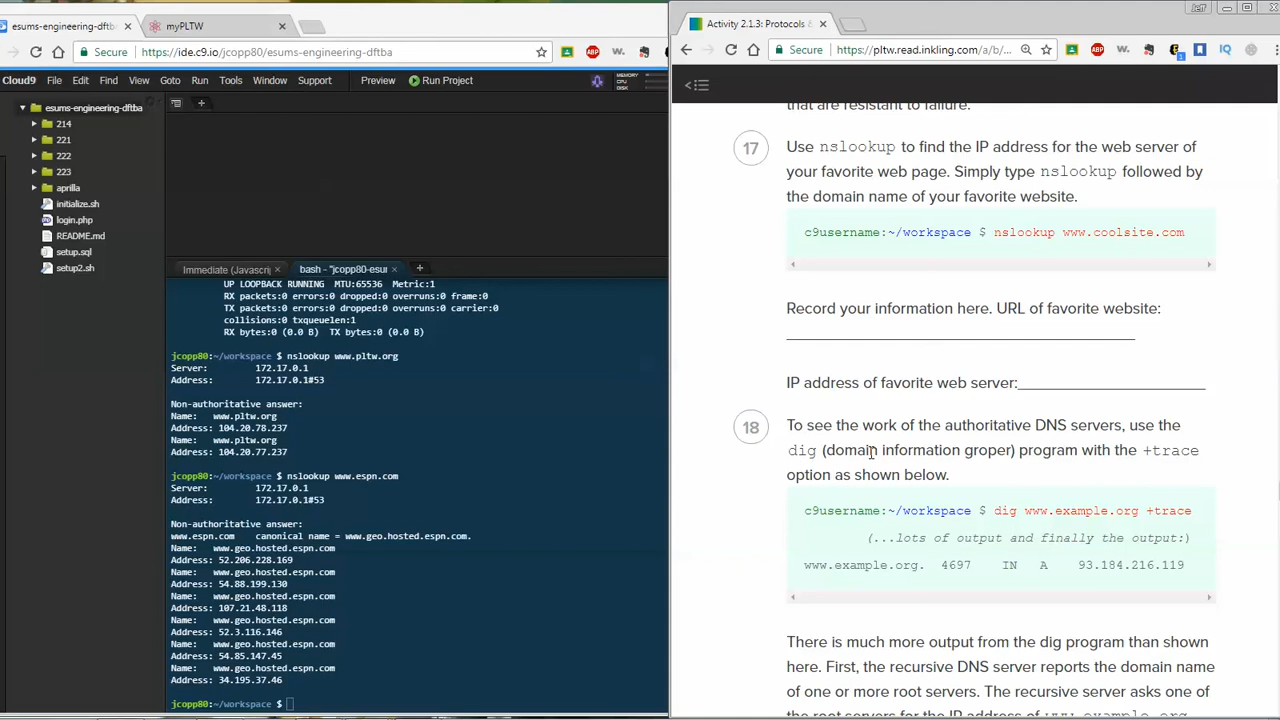 esums-engineering-dftb
myPLTW
Secure
https://ide.c9.io/jcopp80/esums-engineering-dftba
Cloud9 File Edit Find View Goto Run Tools Window Support Preview Run Project
MEMORY
CPU
DISK
esums-engineering-dftba
214
221
222
223
aprilla
initialize.sh
login.php
README.md
setup.sql
setup2.sh
Immediate (Javascrip
bash - "jcopp80-esum
UP LOOPBACK RUNNING MTU:65536 Metric:1
RX packets:0 errors:0 dropped:0 overruns:0 frame:0
TX packets:0 errors:0 dropped:0 overruns:0 carrier:0
collisions:0 txqueuelen:1
RX bytes:0 (0.0 B) TX bytes:0 (0.0 B)
jcopp80:~/workspace $ nslookup www.pltw.org
Server: 172.17.0.1
Address: 172.17.0.1#53
Non-authoritative answer:
Name: www.pltw.org
Address: 104.20.78.237
Name: www.pltw.org
Address: 104.20.77.237
jcopp80:~/workspace $ nslookup www.espn.com
Server: 172.17.0.1
Address: 172.17.0.1#53
Non-authoritative answer:
www.espn.com canonical name = www.geo.hosted.espn.com.
Name: www.geo.hosted.espn.com
Address: 52.206.228.169
Name: www.geo.hosted.espn.com
Address: 54.88.199.130
Name: www.geo.hosted.espn.com
Address: 107.21.48.118
Name: www.geo.hosted.espn.com
Address: 52.3.116.146
Name: www.geo.hosted.espn.com
Address: 54.85.147.45
Name: www.geo.hosted.espn.com
Address: 34.195.37.46
jcopp80:~/workspace $
Jeff
Activity 2.1.3: Protocols &
Secure
https://pltw.read.inkling.com/a/b/
that are resistant to failure.
17
Use nslookup to find the IP address for the web server of
your favorite web page. Simply type nslookup followed by
the domain name of your favorite website.
c9username:~/workspace $ nslookup www.coolsite.com
Record your information here. URL of favorite website:
IP address of favorite web server:
18
To see the work of the authoritative DNS servers, use the
dig (domain information groper) program with the +trace
option as shown below.
c9username:~/workspace $ dig www.example.org +trace
(...lots of output and finally the output:)
www.example.org. 4697 IN A 93.184.216.119
There is much more output from the dig program than shown
here. First, the recursive DNS server reports the domain name
of one or more root servers. The recursive server asks one of
the root servers for the IP address of www.example.org